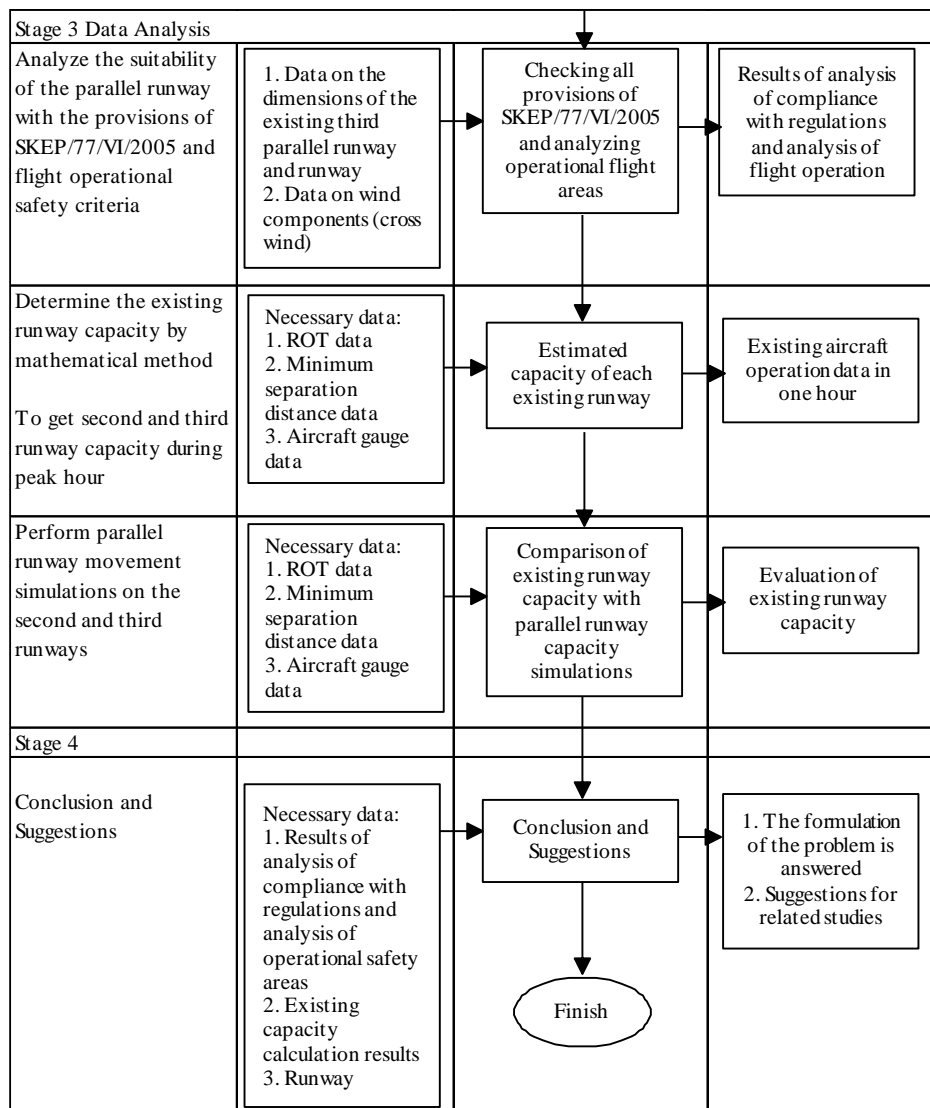 Stage 3 Data Analysis
Analyze the suitability
of the parallel runway
with the provisions of
SKEP/77/VI/2005 and
flight operational
safety criteria
1. Data on the
dimensions of the
existing third
parallel runway
and runway
2. Data on wind
components (cross
wind)
Checking all
provisions of
SKEP/77/VI/2005
and analyzing
operational flight
areas
Results of analysis
of compliance
with regulations
and analysis of
flight operation
Determine the existing
runway capacity by
mathematical method
To get second and third
runway capacity during
peak hour
Necessary data:
1. ROT data
2. Minimum
separation
distance data
3. Aircraft gauge
data
Estimated
capacity of each
existing runway
Existing aircraft
operation data in
one hour
Perform parallel
runway movement
simulations on the
second and third
runways
Necessary data:
1. ROT data
2. Minimum
separation
distance data
3. Aircraft gauge
data
Comparison of
existing runway
capacity with
parallel runway
capacity
simulations
Evaluation of
existing runway
capacity
Stage 4
Conclusion and
Suggestions
Necessary data:
1. Results of
analysis of
compliance with
regulations and
analysis of
operational safety
areas
2. Existing
capacity
calculation results
3. Runway
Conclusion and
Suggestions
1. The formulation
of the problem is
answered
2. Suggestions for
related studies
Finish